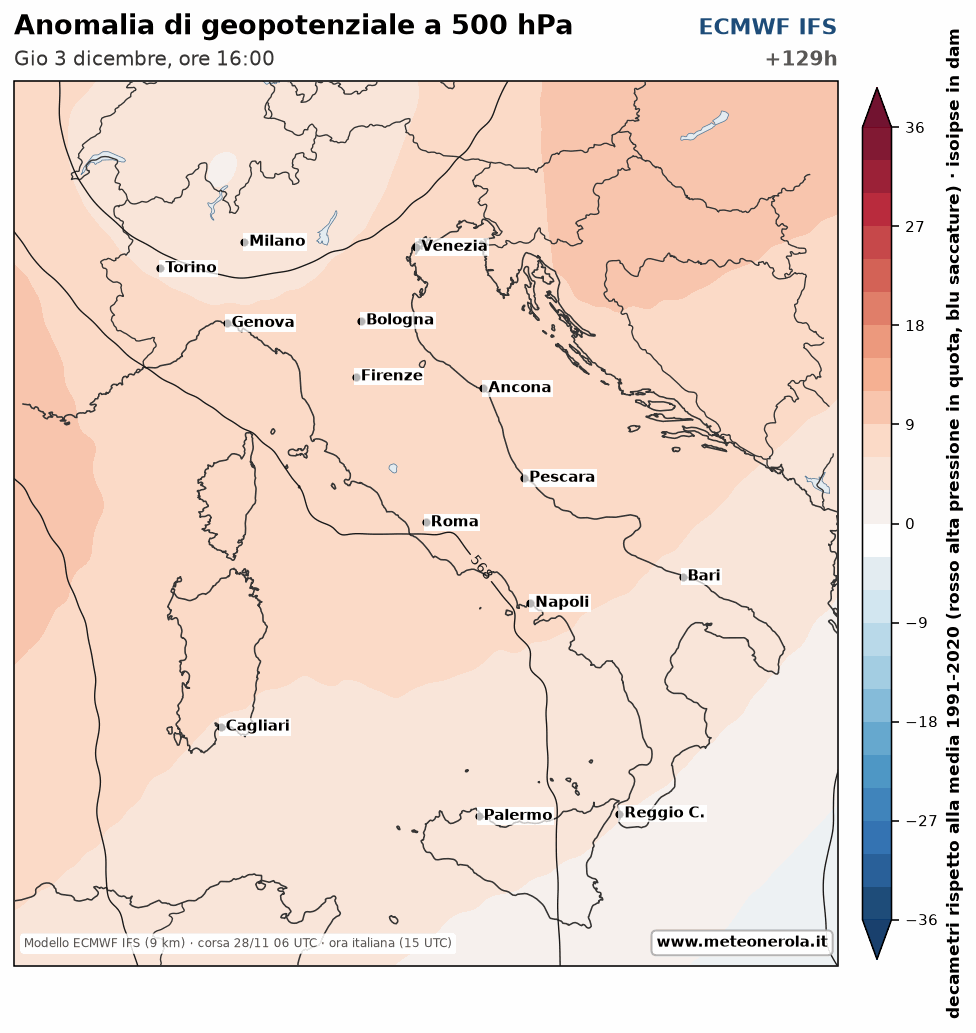 Anomalia di geopotenziale a 500 hPa
ECMWF IFS
Gio 3 dicembre, ore 16:00
+129h
Milano
Venezia
Torino
Genova
Bologna
Firenze
Ancona
Pescara
Roma
568
Bari
Napoli
Cagliari
Palermo
Reggio C.
Modello ECMWF IFS (9 km) · corsa 28/11 06 UTC · ora italiana (15 UTC)
www.meteonerola.it
36
27
18
9
0
−9
−18
−27
−36
decametri rispetto alla media 1991-2020 (rosso alta pressione in quota, blu saccature) · isoipse in dam